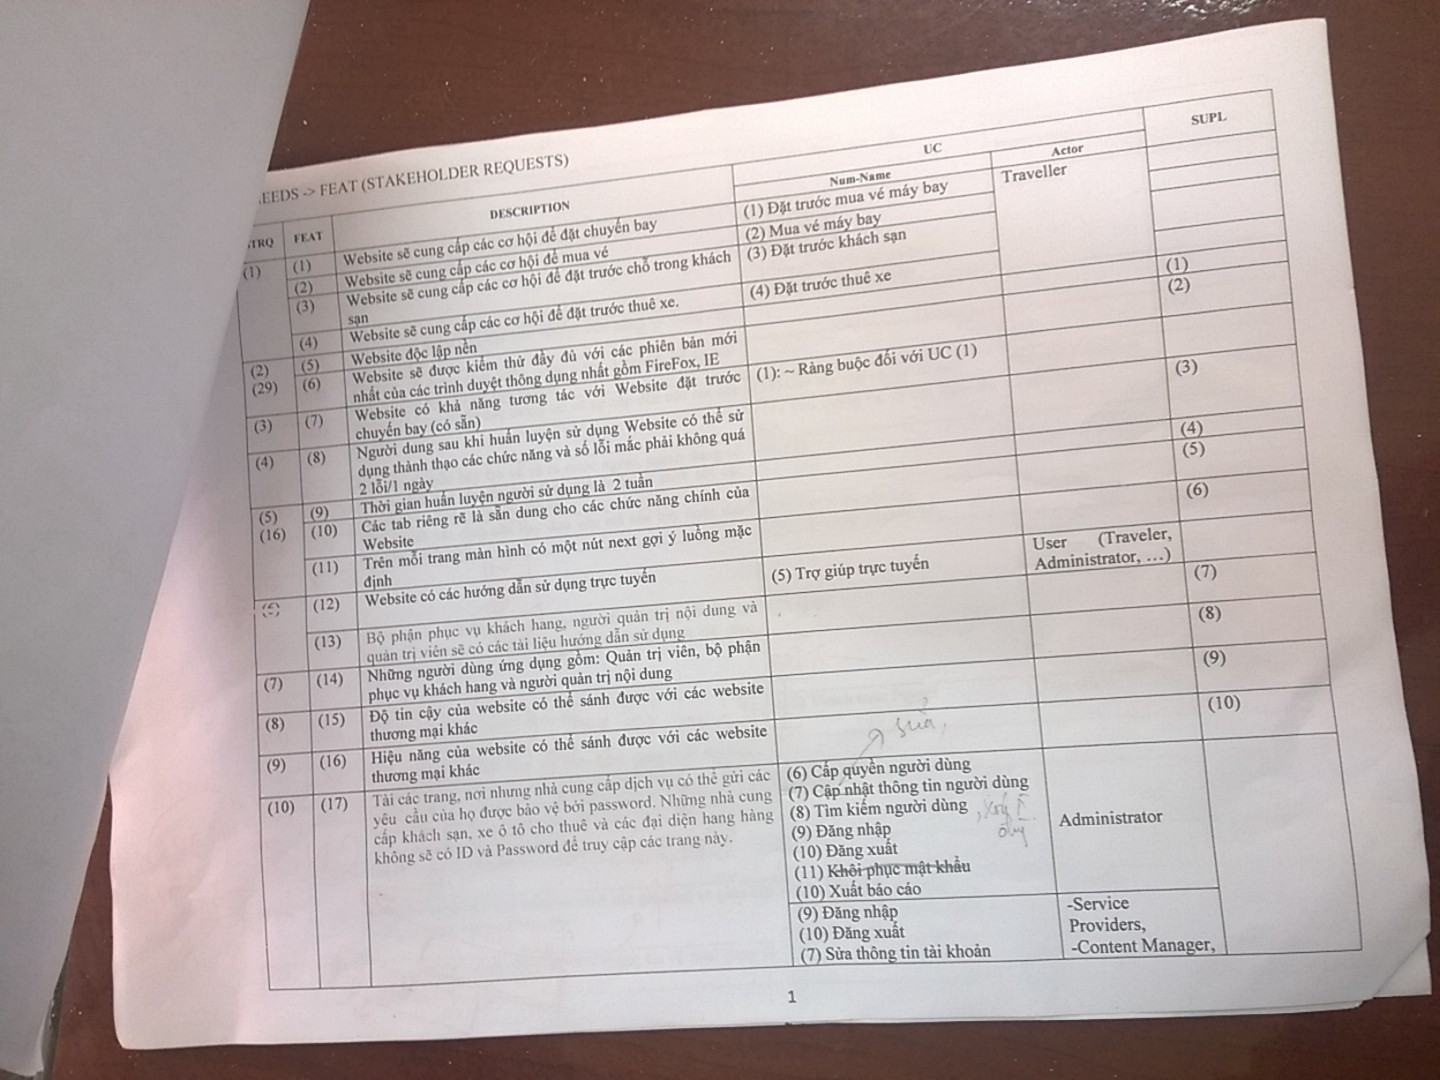 EEDS -> FEAT (STAKEHOLDER REQUESTS)
TRQ FEAT DESCRIPTION UC SUPL
Num-Name Actor
(1) (1) Website sẽ cung cấp các cơ hội để đặt chuyến bay (1) Đặt trước mua vé máy bay Traveller
(2) Website sẽ cung cấp các cơ hội để mua vé (2) Mua vé máy bay
(3) Website sẽ cung cấp các cơ hội để đặt trước chỗ trong khách (3) Đặt trước khách sạn
sạn
(4) Website sẽ cung cấp các cơ hội để đặt trước thuê xe. (4) Đặt trước thuê xe
(2) (5) Website độc lập nền (1)
(29) (6) Website sẽ được kiểm thử đầy đủ với các phiên bản mới (2)
nhất của các trình duyệt thông dụng nhất gồm FireFox, IE
(3) (7) Website có khả năng tương tác với Website đặt trước (1): ~ Ràng buộc đối với UC (1)
chuyến bay (có sẵn)
(4) (8) Người dung sau khi huấn luyện sử dụng Website có thể sử (3)
dụng thành thạo các chức năng và số lỗi mắc phải không quá
2 lỗi/1 ngày
(5) (9) Thời gian huấn luyện người sử dụng là 2 tuần (4)
(16) (10) Các tab riêng rẽ là sẵn dung cho các chức năng chính của (5)
Website
(11) Trên mỗi trang màn hình có một nút next gợi ý luồng mặc (6)
định
(12) Website có các hướng dẫn sử dụng trực tuyến (5) Trợ giúp trực tuyến User (Traveler,
Administrator, …)
(13) Bộ phận phục vụ khách hang, người quản trị nội dung và (7)
quản trị viên sẽ có các tài liệu hướng dẫn sử dụng
(7) (14) Những người dùng ứng dụng gồm: Quản trị viên, bộ phận (8)
phục vụ khách hang và người quản trị nội dung
(8) (15) Độ tin cậy của website có thể sánh được với các website (9)
thương mại khác
(9) (16) Hiệu năng của website có thể sánh được với các website (10)
thương mại khác
sửa,
(10) (17) Tài các trang, nơi nhưng nhà cung cấp dịch vụ có thể gửi các
yêu cầu của họ được bảo vệ bởi password. Những nhà cung
cấp khách sạn, xe ô tô cho thuê và các đại diện hang hàng
không sẽ có ID và Password để truy cập các trang này.
(6) Cấp quyền người dùng
(7) Cập nhật thông tin người dùng
(8) Tìm kiếm người dùng
(9) Đăng nhập
(10) Đăng xuất
(11) Khôi phục mật khẩu
(10) Xuất báo cáo
Administrator
(9) Đăng nhập
(10) Đăng xuất
(7) Sửa thông tin tài khoản
-Service
Providers,
-Content Manager,
1